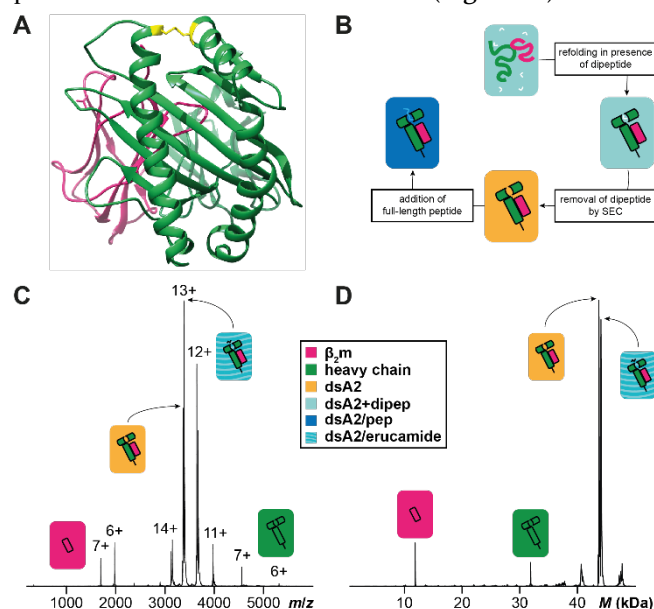 A
B
refolding in presence
of dipeptide
addition of
full-length peptide
removal of dipeptide
by SEC
C
D
13+
12+
β₂m
heavy chain
dsA2
dsA2+dipep
dsA2/pep
dsA2/erucamide
7+
6+
14+
11+
7+
6+
1000 2000 3000 4000 5000 m/z
10 20 30 40 M (kDa)